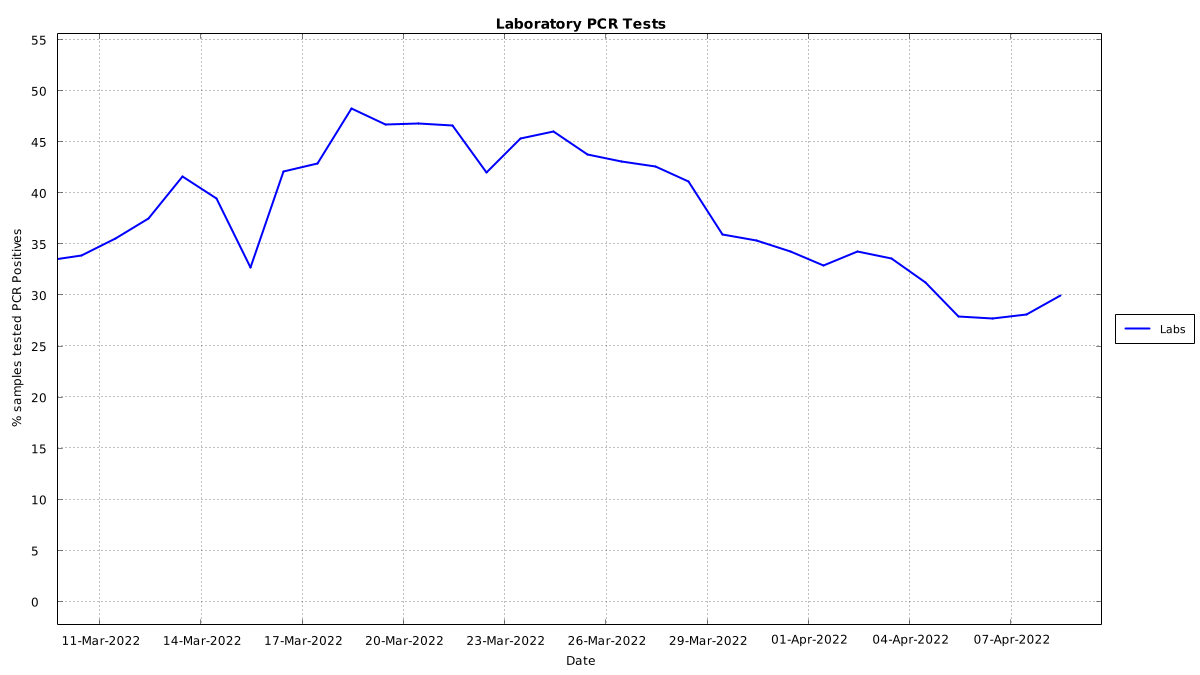 Laboratory PCR Tests
55
50
45
40
35
30
25
20
15
10
5
0
% samples tested PCR Positives
11-Mar-2022 14-Mar-2022 17-Mar-2022 20-Mar-2022 23-Mar-2022 26-Mar-2022 29-Mar-2022 01-Apr-2022 04-Apr-2022 07-Apr-2022
Date
Labs